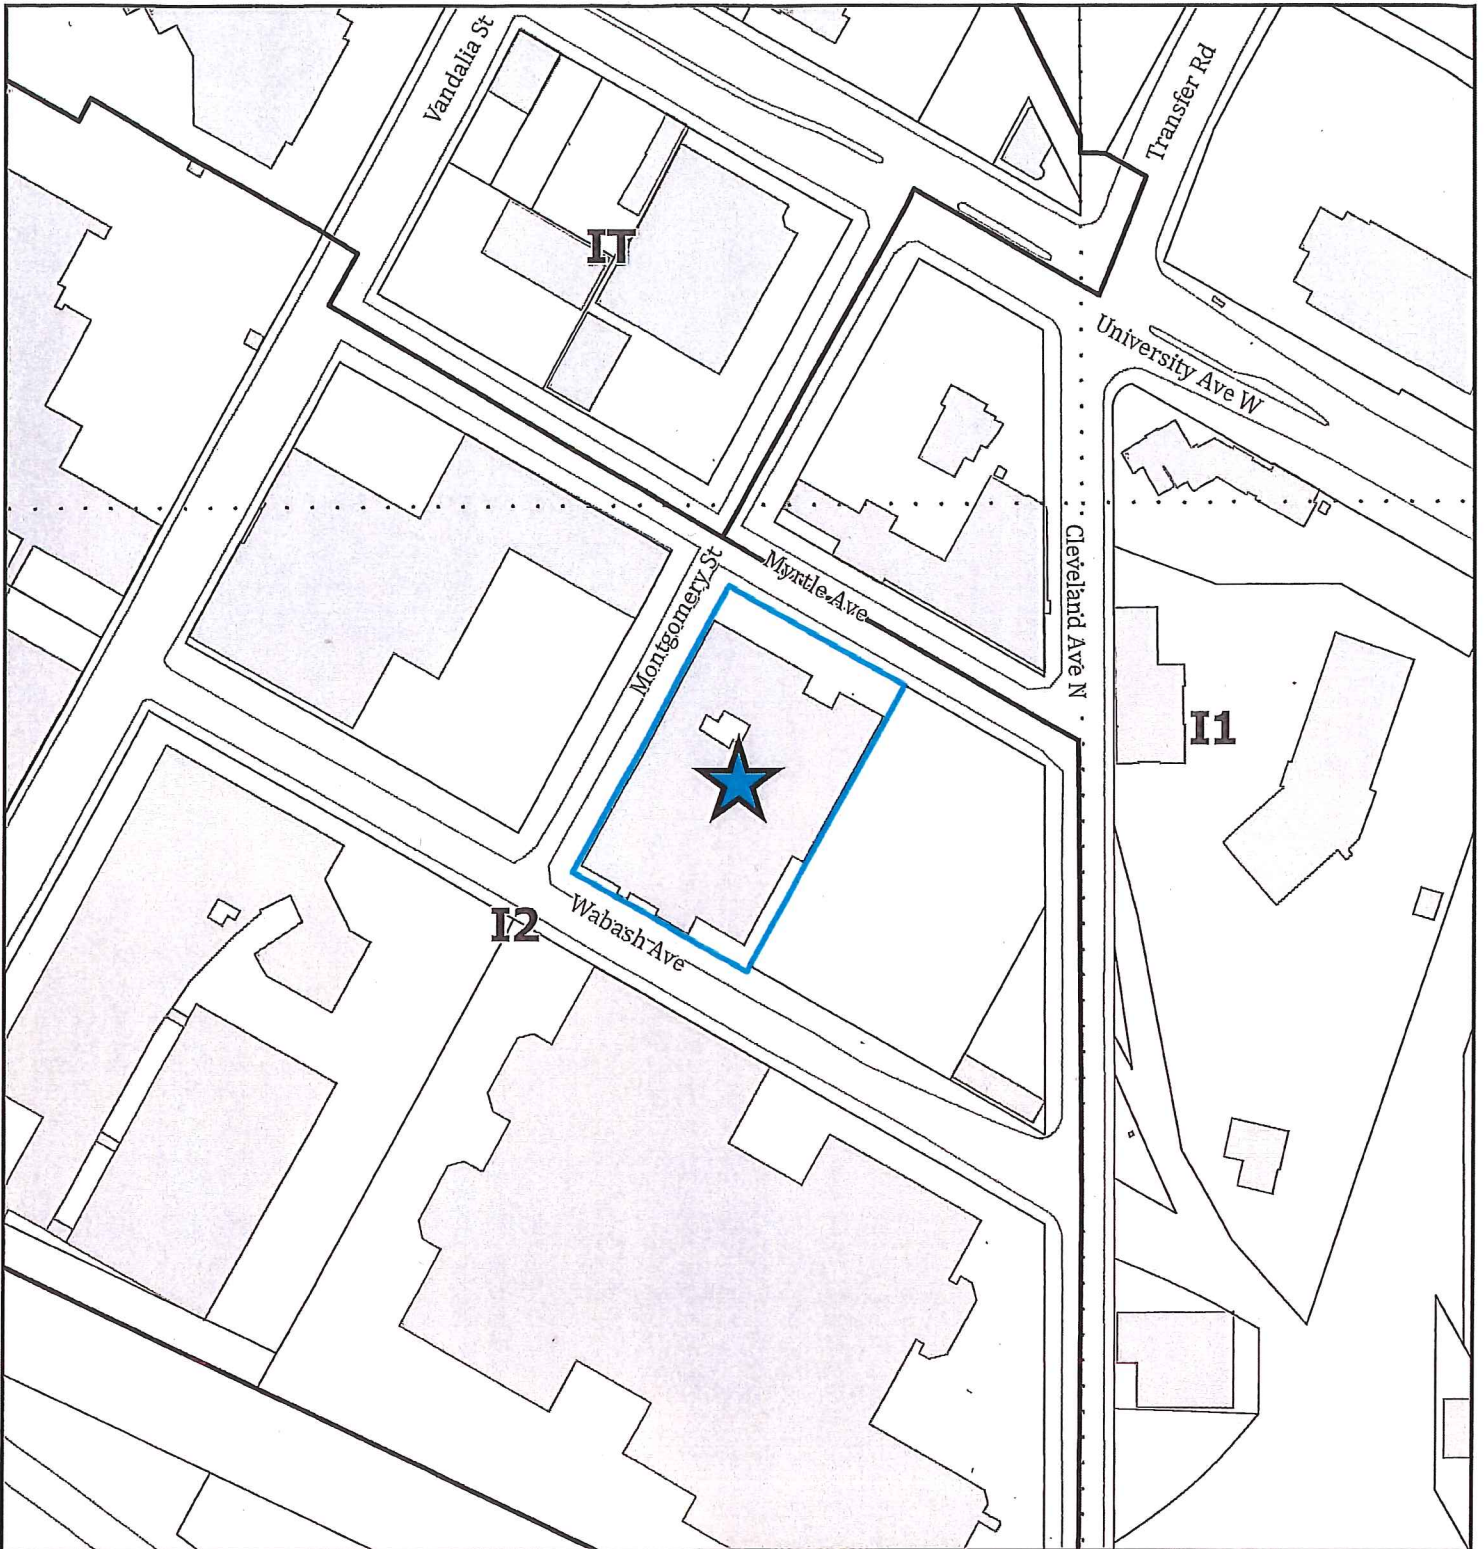 Vandalia St
Transfer Rd
IT
University Ave W
Myrtle Ave
Montgomery St
Cleveland Ave N
I1
I2
Wabash Ave